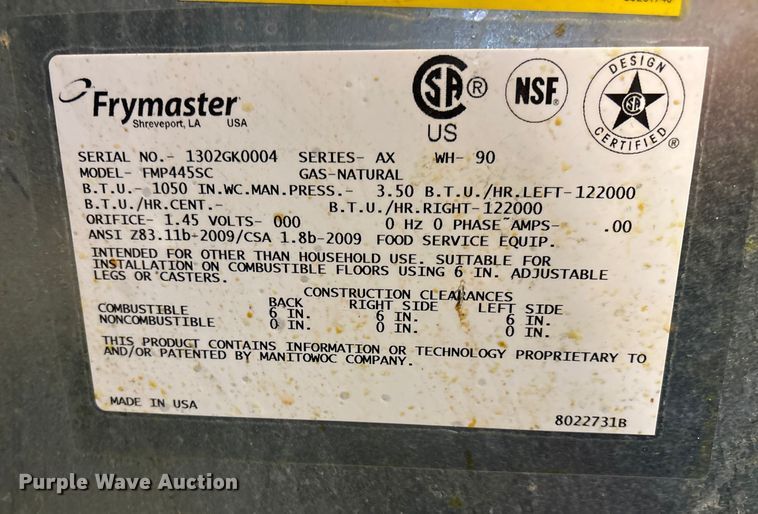 Frymaster
Shreveport, LA USA
SA ®
US
NSF®
DESIGN
SA
CERTIFIED ®
SERIAL NO.- 1302GK0004 SERIES- AX WH- 90
MODEL- FMP445SC GAS-NATURAL
B.T.U.- 1050 IN.WC.MAN.PRESS.- 3.50 B.T.U./HR.LEFT-122000
B.T.U./HR.CENT.- B.T.U./HR.RIGHT-122000
ORIFICE- 1.45 VOLTS- 000 0 HZ 0 PHASE AMPS- .00
ANSI Z83.11b-2009/CSA 1.8b-2009 FOOD SERVICE EQUIP.
INTENDED FOR OTHER THAN HOUSEHOLD USE. SUITABLE FOR
INSTALLATION ON COMBUSTIBLE FLOORS USING 6 IN. ADJUSTABLE
LEGS OR CASTERS.
CONSTRUCTION CLEARANCES
BACK RIGHT SIDE LEFT SIDE
COMBUSTIBLE 6 IN. 6 IN. 6 IN.
NONCOMBUSTIBLE 0 IN. 0 IN. 0 IN.
THIS PRODUCT CONTAINS INFORMATION OR TECHNOLOGY PROPRIETARY TO
AND/OR PATENTED BY MANITOWOC COMPANY.
MADE IN USA
8022731B
Purple Wave Auction